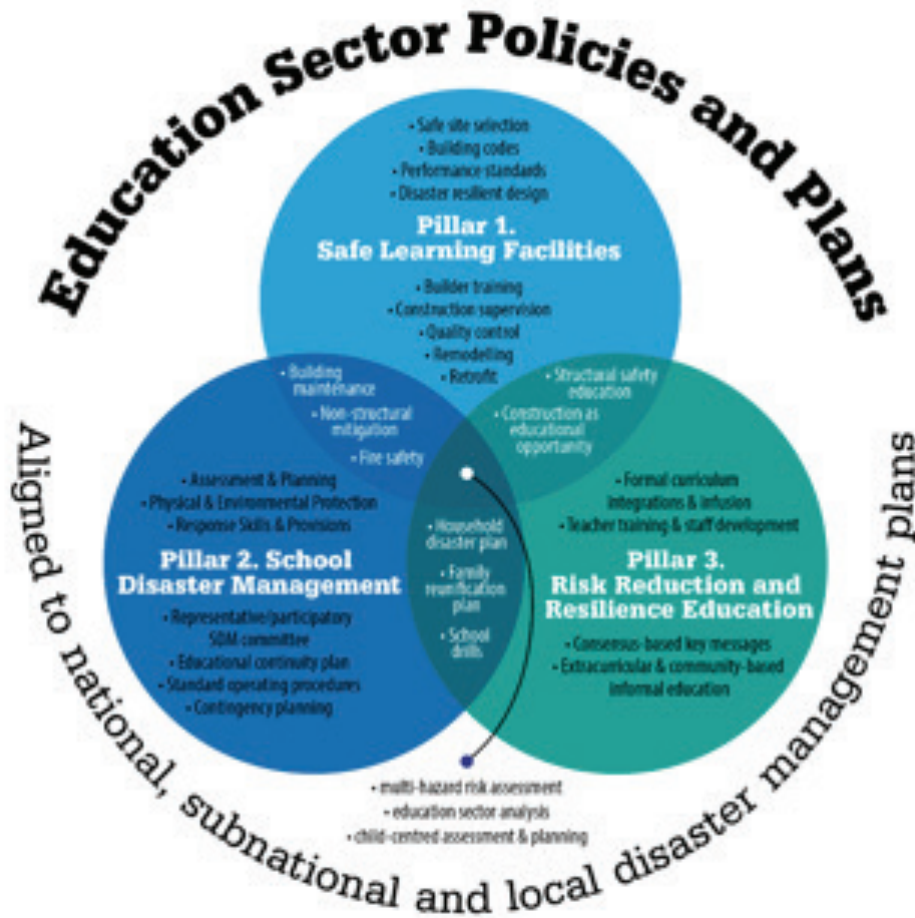 Education Sector Policies and Plans
• Safe site selection
• Building codes
• Performance standards
• Disaster resilient design
Pillar 1.
Safe Learning Facilities
• Builder training
• Construction supervision
• Quality control
• Remodelling
• Retrofit
• Building
maintenance
• Non-structural
mitigation
• Fire safety
• Structural safety
education
• Construction as
educational
opportunity
• Assessment & Planning
• Physical & Environmental Protection
• Response Skills & Provisions
Pillar 2. School
Disaster Management
• Representative/participatory
SDM committee
• Educational continuity plan
• Standard operating procedures
• Contingency planning
• Household
disaster plan
• Family
reunification
plan
• School
drills
• Formal curriculum
integrations & infusion
• Teacher training & staff development
Pillar 3.
Risk Reduction and
Resilience Education
• Consensus-based key messages
• Extracurricular & community-based
informal education
• multi-hazard risk assessment
• education sector analysis
• child-centred assessment & planning
Aligned to national, subnational and local disaster management plans